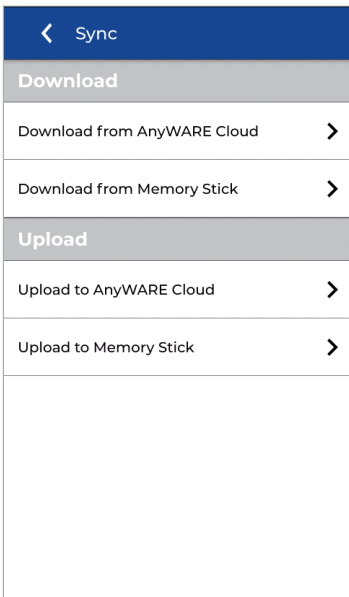 Sync
Download
Download from AnyWARE Cloud
Download from Memory Stick
Upload
Upload to AnyWARE Cloud
Upload to Memory Stick